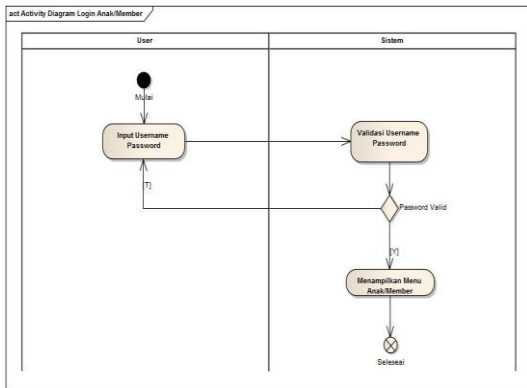 act Activity Diagram Login Anak/Member
User
Sistem
Mulai
Input Username
Password
Validasi Username
Password
[T]
Password Valid
[Y]
Menampilkan Menu
Anak/Member
Seleseai